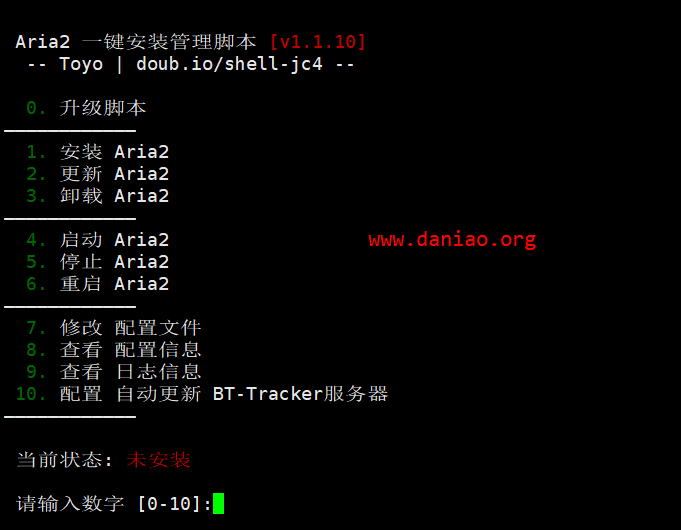 Aria2 一键安装管理脚本 [v1.1.10]
-- Toyo | doub.io/shell-jc4 --
0. 升级脚本
————————————
1. 安装 Aria2
2. 更新 Aria2
3. 卸载 Aria2
————————————
4. 启动 Aria2
www.daniao.org
5. 停止 Aria2
6. 重启 Aria2
————————————
7. 修改 配置文件
8. 查看 配置信息
9. 查看 日志信息
10. 配置 自动更新 BT-Tracker服务器
————————————
当前状态: 未安装
请输入数字 [0-10]: